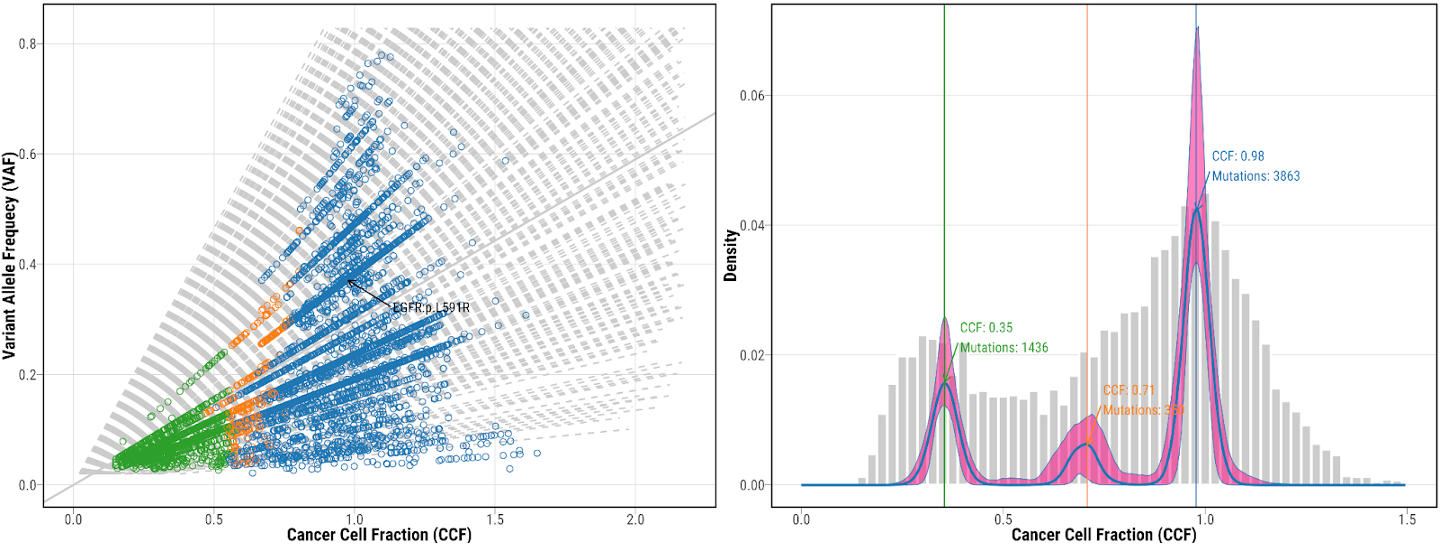 0.8
0.6
0.4
0.2
0.0
Variant Allele Frequecy (VAF)
EGFR:p.L591R
0.0 0.5 1.0 1.5 2.0
Cancer Cell Fraction (CCF)
0.06
0.04
0.02
0.00
Density
CCF: 0.98
Mutations: 3863
CCF: 0.35
Mutations: 1436
CCF: 0.71
Mutations:
0.0 0.5 1.0 1.5
Cancer Cell Fraction (CCF)